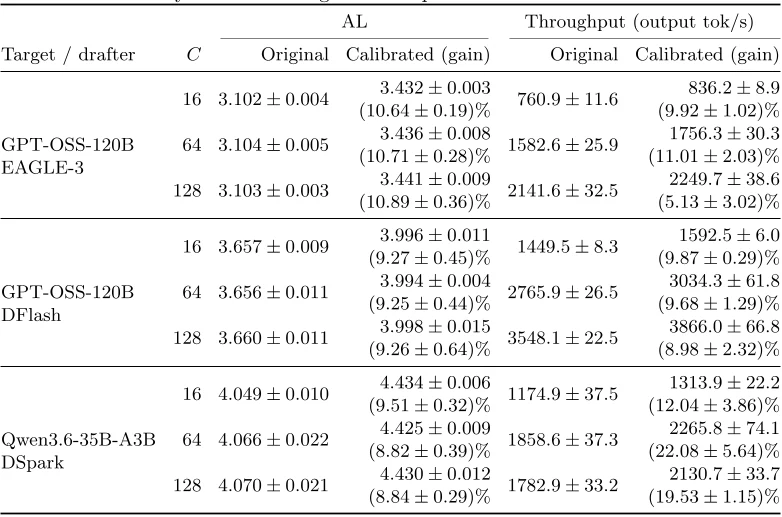 AL Throughput (output tok/s)
Target / drafter C Original Calibrated (gain) Original Calibrated (gain)
GPT-OSS-120B EAGLE-3
16 3.102 ± 0.004 3.432 ± 0.003 (10.64 ± 0.19)% 760.9 ± 11.6 836.2 ± 8.9 (9.92 ± 1.02)%
64 3.104 ± 0.005 3.436 ± 0.008 (10.71 ± 0.28)% 1582.6 ± 25.9 1756.3 ± 30.3 (11.01 ± 2.03)%
128 3.103 ± 0.003 3.441 ± 0.009 (10.89 ± 0.36)% 2141.6 ± 32.5 2249.7 ± 38.6 (5.13 ± 3.02)%
GPT-OSS-120B DFlash
16 3.657 ± 0.009 3.996 ± 0.011 (9.27 ± 0.45)% 1449.5 ± 8.3 1592.5 ± 6.0 (9.87 ± 0.29)%
64 3.656 ± 0.011 3.994 ± 0.004 (9.25 ± 0.44)% 2765.9 ± 26.5 3034.3 ± 61.8 (9.68 ± 1.29)%
128 3.660 ± 0.011 3.998 ± 0.015 (9.26 ± 0.64)% 3548.1 ± 22.5 3866.0 ± 66.8 (8.98 ± 2.32)%
Qwen3.6-35B-A3B DSpark
16 4.049 ± 0.010 4.434 ± 0.006 (9.51 ± 0.32)% 1174.9 ± 37.5 1313.9 ± 22.2 (12.04 ± 3.86)%
64 4.066 ± 0.022 4.425 ± 0.009 (8.82 ± 0.39)% 1858.6 ± 37.3 2265.8 ± 74.1 (22.08 ± 5.64)%
128 4.070 ± 0.021 4.430 ± 0.012 (8.84 ± 0.29)% 1782.9 ± 33.2 2130.7 ± 33.7 (19.53 ± 1.15)%